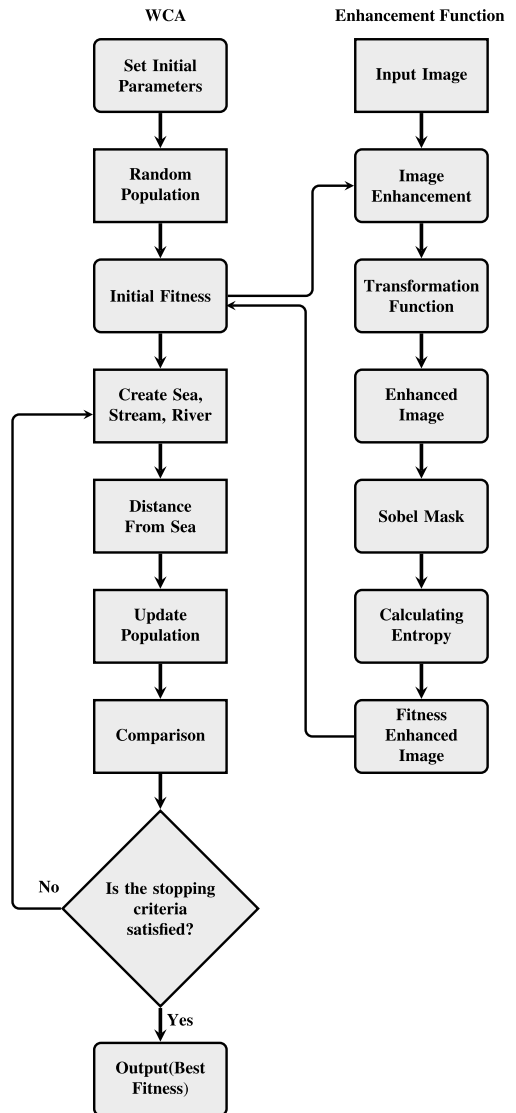 WCA
Set Initial
Parameters
Random
Population
Initial Fitness
Create Sea,
Stream, River
Distance
From Sea
Update
Population
Comparison
Is the stopping
criteria
satisfied?
No
Yes
Output(Best
Fitness)
Enhancement Function
Input Image
Image
Enhancement
Transformation
Function
Enhanced
Image
Sobel Mask
Calculating
Entropy
Fitness
Enhanced
Image